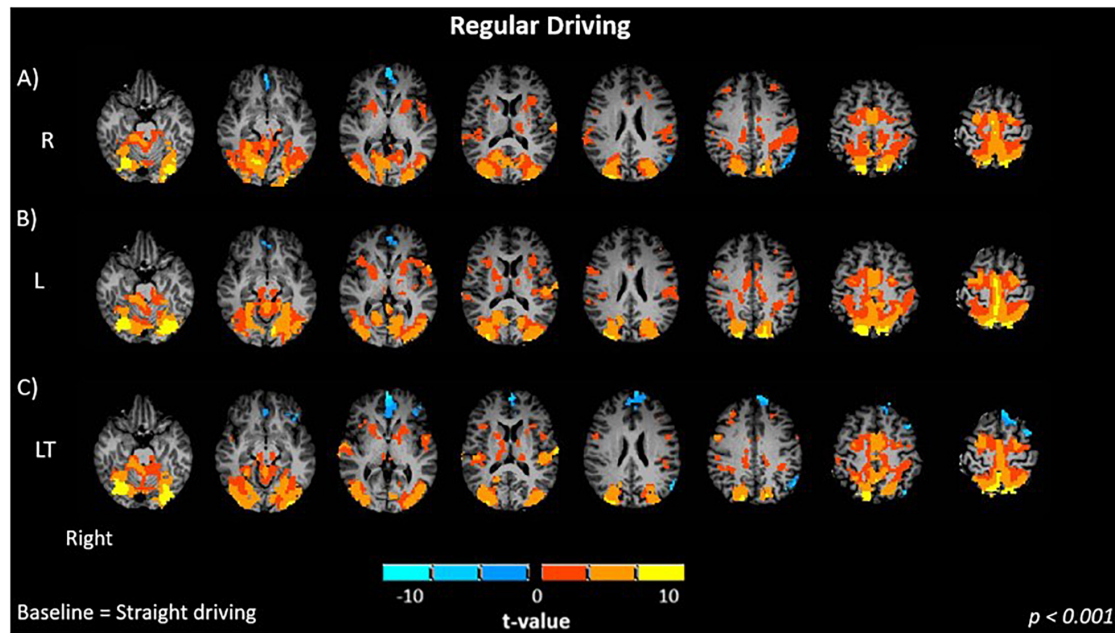 Regular Driving
A)
R
B)
L
C)
LT
Right
-10 0 10
t-value
Baseline = Straight driving
p < 0.001